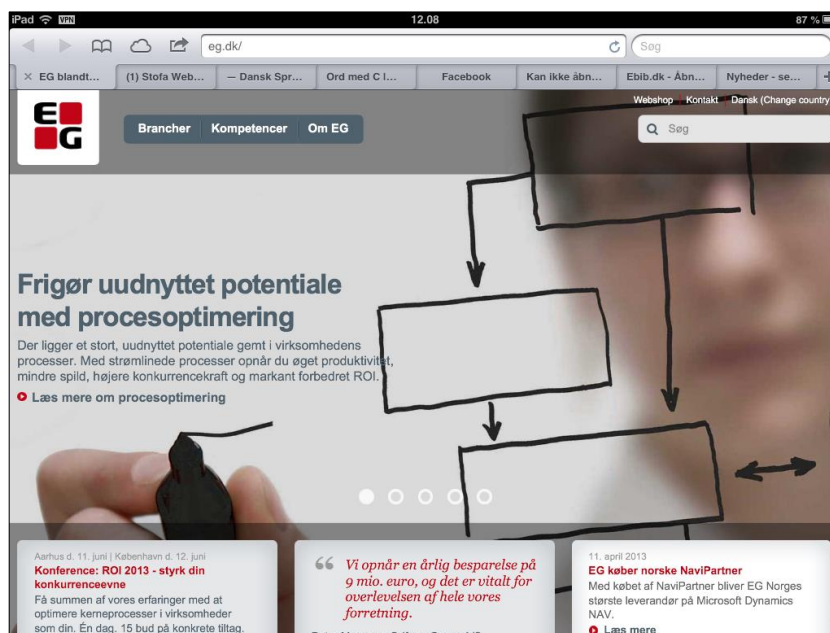 iPad VPN 12.08 87 %
eg.dk/ Søg
× EG blandt... (1) Stofa Web... — Dansk Spr... Ord med C l... Facebook Kan ikke åbn... Ebib.dk - Åbn... Nyheder - se...
Webshop Kontakt Dansk (Change country
EG
Brancher Kompetencer Om EG
Søg
Frigør uudnyttet potentiale
med procesoptimering
Der ligger et stort, uudnyttet potentiale gemt i virksomhedens
processer. Med strømlinede processer opnår du øget produktivitet,
mindre spild, højere konkurrencekraft og markant forbedret ROI.
Læs mere om procesoptimering
Aarhus d. 11. juni | København d. 12. juni
Konference: ROI 2013 - styrk din
konkurrenceevne
Få summen af vores erfaringer med at
optimere kerneprocesser i virksomheder
som din. Én dag. 15 bud på konkrete tiltag.
“ Vi opnår en årlig besparelse på
9 mio. euro, og det er vitalt for
overlevelsen af hele vores
forretning.
11. april 2013
EG køber norske NaviPartner
Med købet af NaviPartner bliver EG Norges
største leverandør på Microsoft Dynamics
NAV.
Læs mere